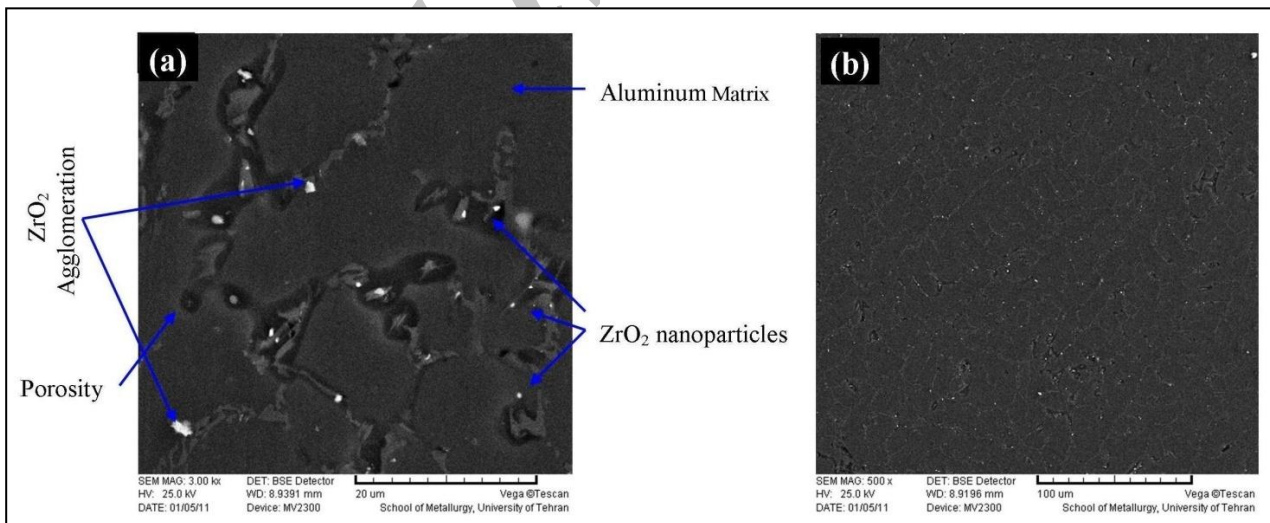 (a)
(b)
Aluminum Matrix
ZrO₂
Agglomeration
ZrO₂ nanoparticles
Porosity
SEM MAG: 3.00 kx DET: BSE Detector
HV: 25.0 kV WD: 8.9391 mm 20 um Vega ©Tescan
DATE: 01/05/11 Device: MV2300 School of Metallurgy, University of Tehran
SEM MAG: 500 x DET: BSE Detector
HV: 25.0 kV WD: 8.9196 mm 100 um Vega ©Tescan
DATE: 01/05/11 Device: MV2300 School of Metallurgy, University of Tehran